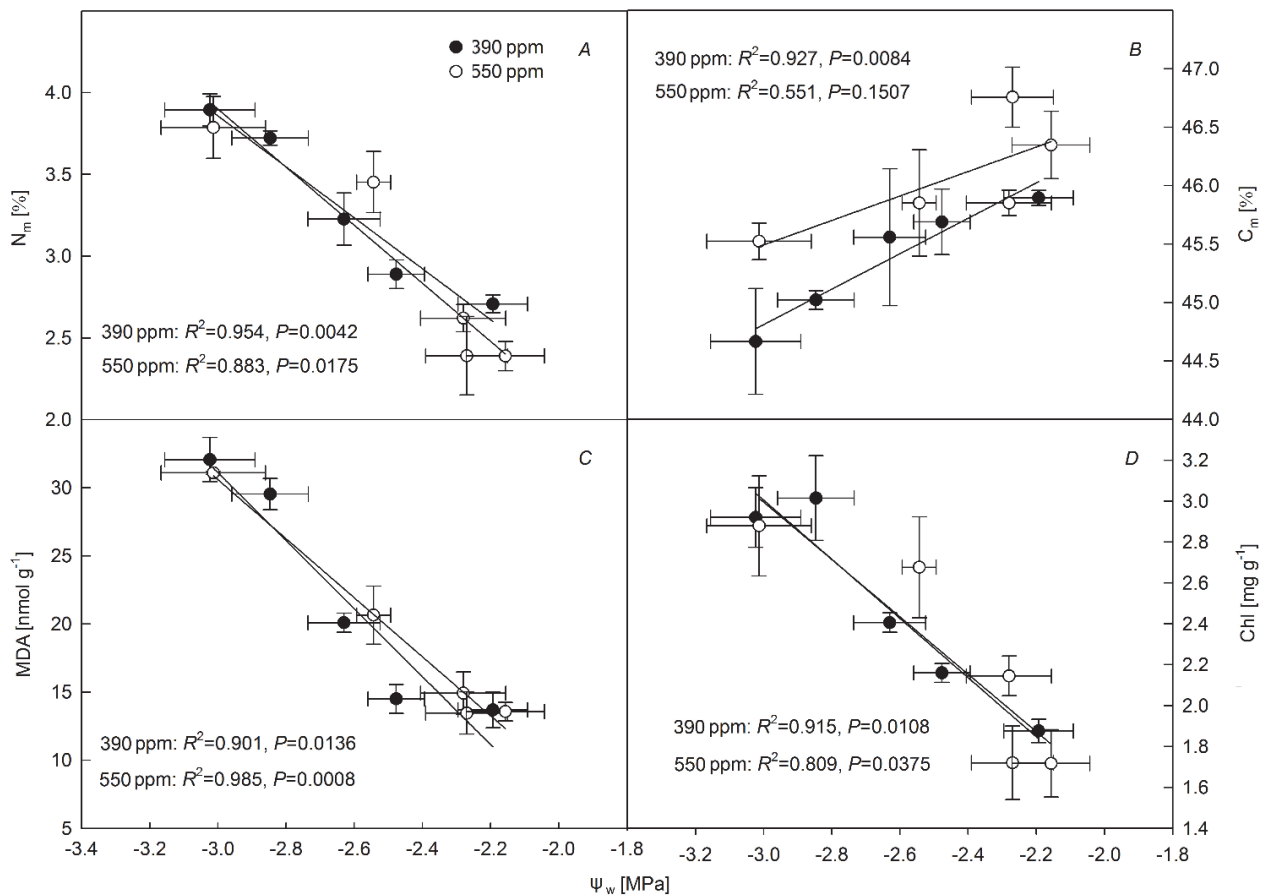 390 ppm
550 ppm
A
4.0
3.5
3.0
2.5
2.0
N_m [%]
390 ppm: R²=0.954, P=0.0042
550 ppm: R²=0.883, P=0.0175
B
390 ppm: R²=0.927, P=0.0084
550 ppm: R²=0.551, P=0.1507
47.0
46.5
46.0
45.5
45.0
44.5
44.0
C_m [%]
C
30
25
20
15
10
5
MDA [nmol g⁻¹]
390 ppm: R²=0.901, P=0.0136
550 ppm: R²=0.985, P=0.0008
D
3.2
3.0
2.8
2.6
2.4
2.2
2.0
1.8
1.6
1.4
Chl [mg g⁻¹]
390 ppm: R²=0.915, P=0.0108
550 ppm: R²=0.809, P=0.0375
-3.4 -3.2 -3.0 -2.8 -2.6 -2.4 -2.2 -2.0 -1.8
-3.2 -3.0 -2.8 -2.6 -2.4 -2.2 -2.0 -1.8
Ψ_w [MPa]